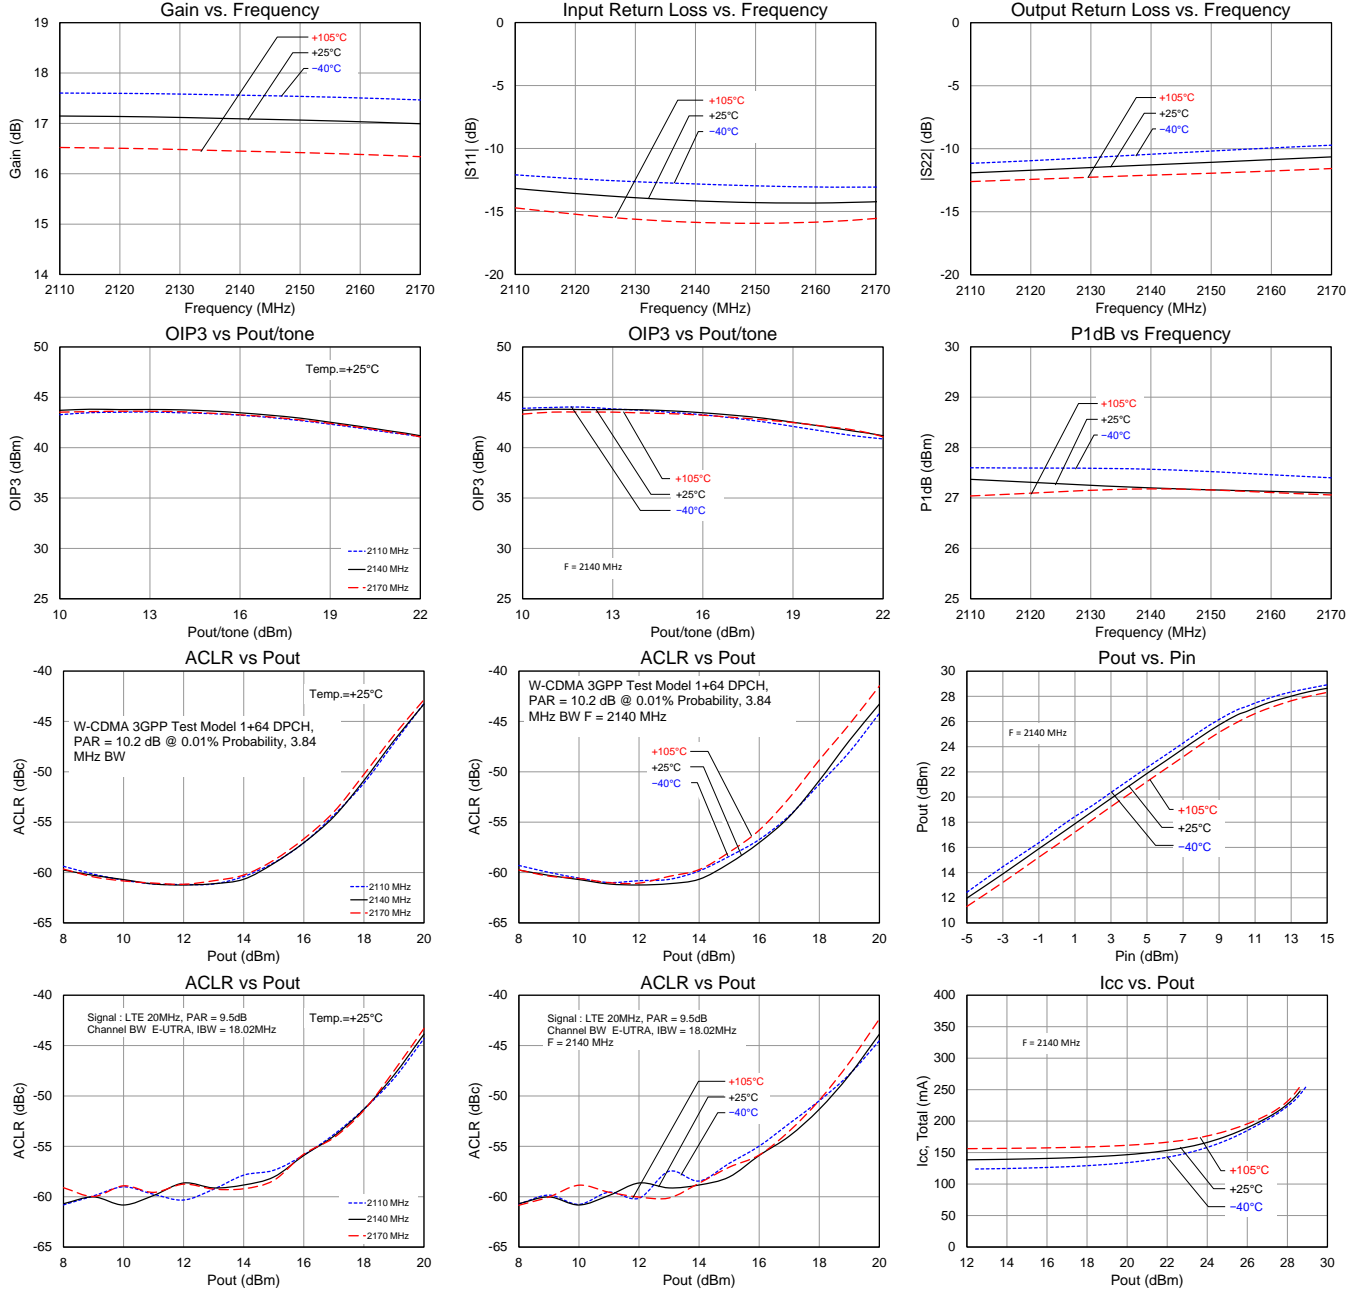 Gain vs. Frequency
19
18
17
16
15
14
Gain (dB)
+105°C
+25°C
−40°C
2110 2120 2130 2140 2150 2160 2170
Frequency (MHz)
Input Return Loss vs. Frequency
0
-5
-10
-15
-20
|S11| (dB)
+105°C
+25°C
−40°C
2110 2120 2130 2140 2150 2160 2170
Frequency (MHz)
Output Return Loss vs. Frequency
0
-5
-10
-15
-20
|S22| (dB)
+105°C
+25°C
−40°C
2110 2120 2130 2140 2150 2160 2170
Frequency (MHz)
OIP3 vs Pout/tone
50
45
40
35
30
25
OIP3 (dBm)
Temp.=+25°C
2110 MHz
2140 MHz
2170 MHz
10 13 16 19 22
Pout/tone (dBm)
OIP3 vs Pout/tone
50
45
40
35
30
25
OIP3 (dBm)
+105°C
+25°C
−40°C
F = 2140 MHz
10 13 16 19 22
Pout/tone (dBm)
P1dB vs Frequency
30
29
28
27
26
25
P1dB (dBm)
+105°C
+25°C
−40°C
2110 2120 2130 2140 2150 2160 2170
Frequency (MHz)
ACLR vs Pout
-40
-45
-50
-55
-60
-65
ACLR (dBc)
Temp.=+25°C
W-CDMA 3GPP Test Model 1+64 DPCH,
PAR = 10.2 dB @ 0.01% Probability, 3.84
MHz BW
2110 MHz
2140 MHz
2170 MHz
8 10 12 14 16 18 20
Pout (dBm)
ACLR vs Pout
-40
-45
-50
-55
-60
-65
ACLR (dBc)
W-CDMA 3GPP Test Model 1+64 DPCH,
PAR = 10.2 dB @ 0.01% Probability, 3.84
MHz BW F = 2140 MHz
+105°C
+25°C
−40°C
8 10 12 14 16 18 20
Pout (dBm)
Pout vs. Pin
30
28
26
24
22
20
18
16
14
12
10
Pout (dBm)
F = 2140 MHz
+105°C
+25°C
−40°C
-5 -3 -1 1 3 5 7 9 11 13 15
Pin (dBm)
ACLR vs Pout
-40
-45
-50
-55
-60
-65
ACLR (dBc)
Signal : LTE 20MHz, PAR = 9.5dB
Channel BW E-UTRA, IBW = 18.02MHz
Temp.=+25°C
2110 MHz
2140 MHz
2170 MHz
8 10 12 14 16 18 20
Pout (dBm)
ACLR vs Pout
-40
-45
-50
-55
-60
-65
ACLR (dBc)
Signal : LTE 20MHz, PAR = 9.5dB
Channel BW E-UTRA, IBW = 18.02MHz
F = 2140 MHz
+105°C
+25°C
−40°C
8 10 12 14 16 18 20
Pout (dBm)
Icc vs. Pout
400
350
300
250
200
150
100
50
0
Icc, Total (mA)
F = 2140 MHz
+105°C
+25°C
−40°C
12 14 16 18 20 22 24 26 28 30
Pout (dBm)